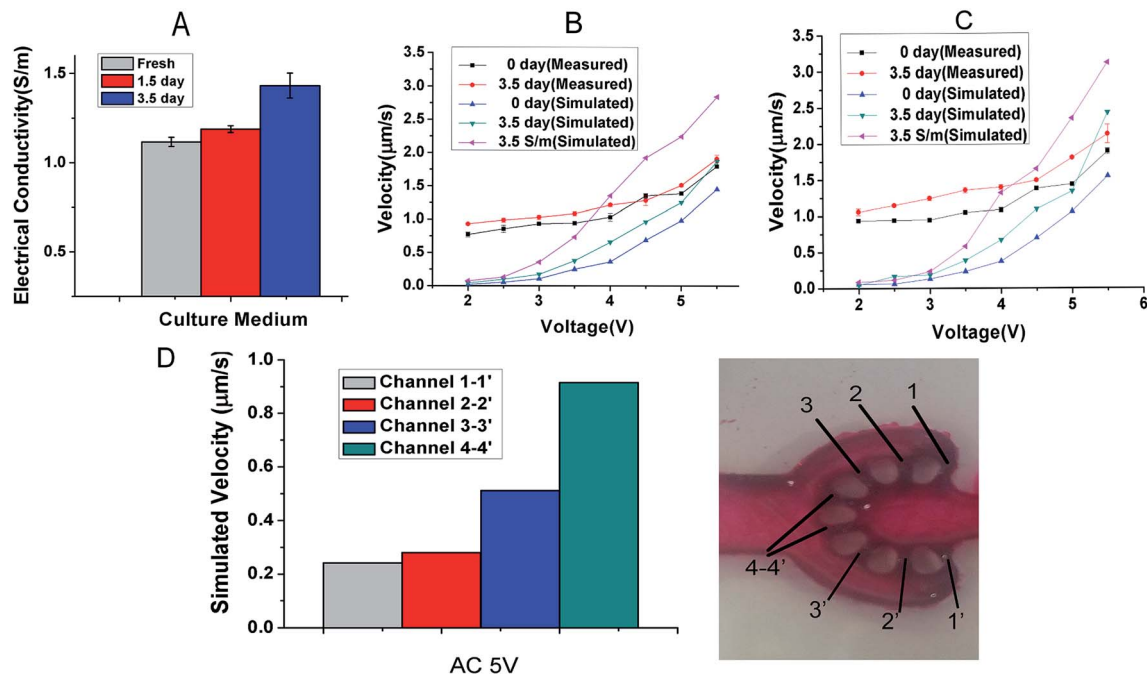 A
Electrical Conductivity(S/m)
1.5
1.0
0.5
Fresh
1.5 day
3.5 day
Culture Medium
B
Velocity(μm/s)
3.5
3.0
2.5
2.0
1.5
1.0
0.5
0.0
0 day(Measured)
3.5 day(Measured)
0 day(Simulated)
3.5 day(Simulated)
3.5 S/m(Simulated)
2 3 4 5
Voltage(V)
C
Velocity(μm/s)
3.5
3.0
2.5
2.0
1.5
1.0
0.5
0.0
0 day(Measured)
3.5 day(Measured)
0 day(Simulated)
3.5 day(Simulated)
3.5 S/m(Simulated)
2 3 4 5 6
Voltage(V)
D
Simulated Velocity (μm/s)
1.0
0.8
0.6
0.4
0.2
0.0
Channel 1-1'
Channel 2-2'
Channel 3-3'
Channel 4-4'
AC 5V
3 2 1
4-4'
3' 2' 1'